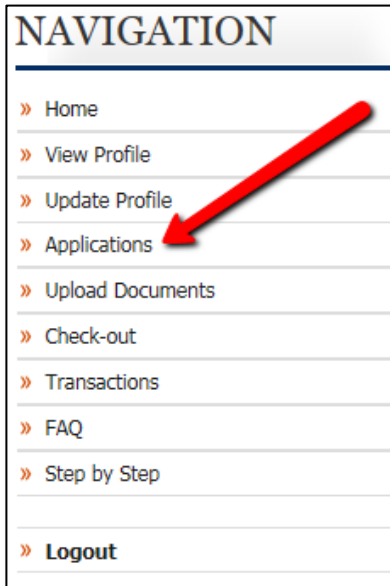 NAVIGATION
» Home
» View Profile
» Update Profile
» Applications
» Upload Documents
» Check-out
» Transactions
» FAQ
» Step by Step
» Logout